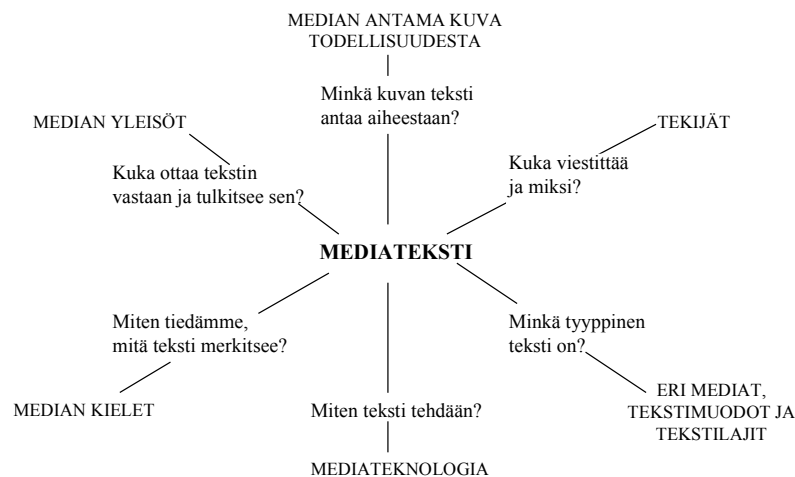 MEDIAN ANTAMA KUVA
TODELLISUUDESTA
Minkä kuvan teksti
antaa aiheestaan?
MEDIAN YLEISÖT
TEKIJÄT
Kuka ottaa tekstin
vastaan ja tulkitsee sen?
Kuka viestittää
ja miksi?
MEDIATEKSTI
Miten tiedämme,
mitä teksti merkitsee?
Minkä tyyppinen
teksti on?
MEDIAN KIELET
Miten teksti tehdään?
ERI MEDIAT,
TEKSTIMUODOT JA
TEKSTILAJIT
MEDIATEKNOLOGIA